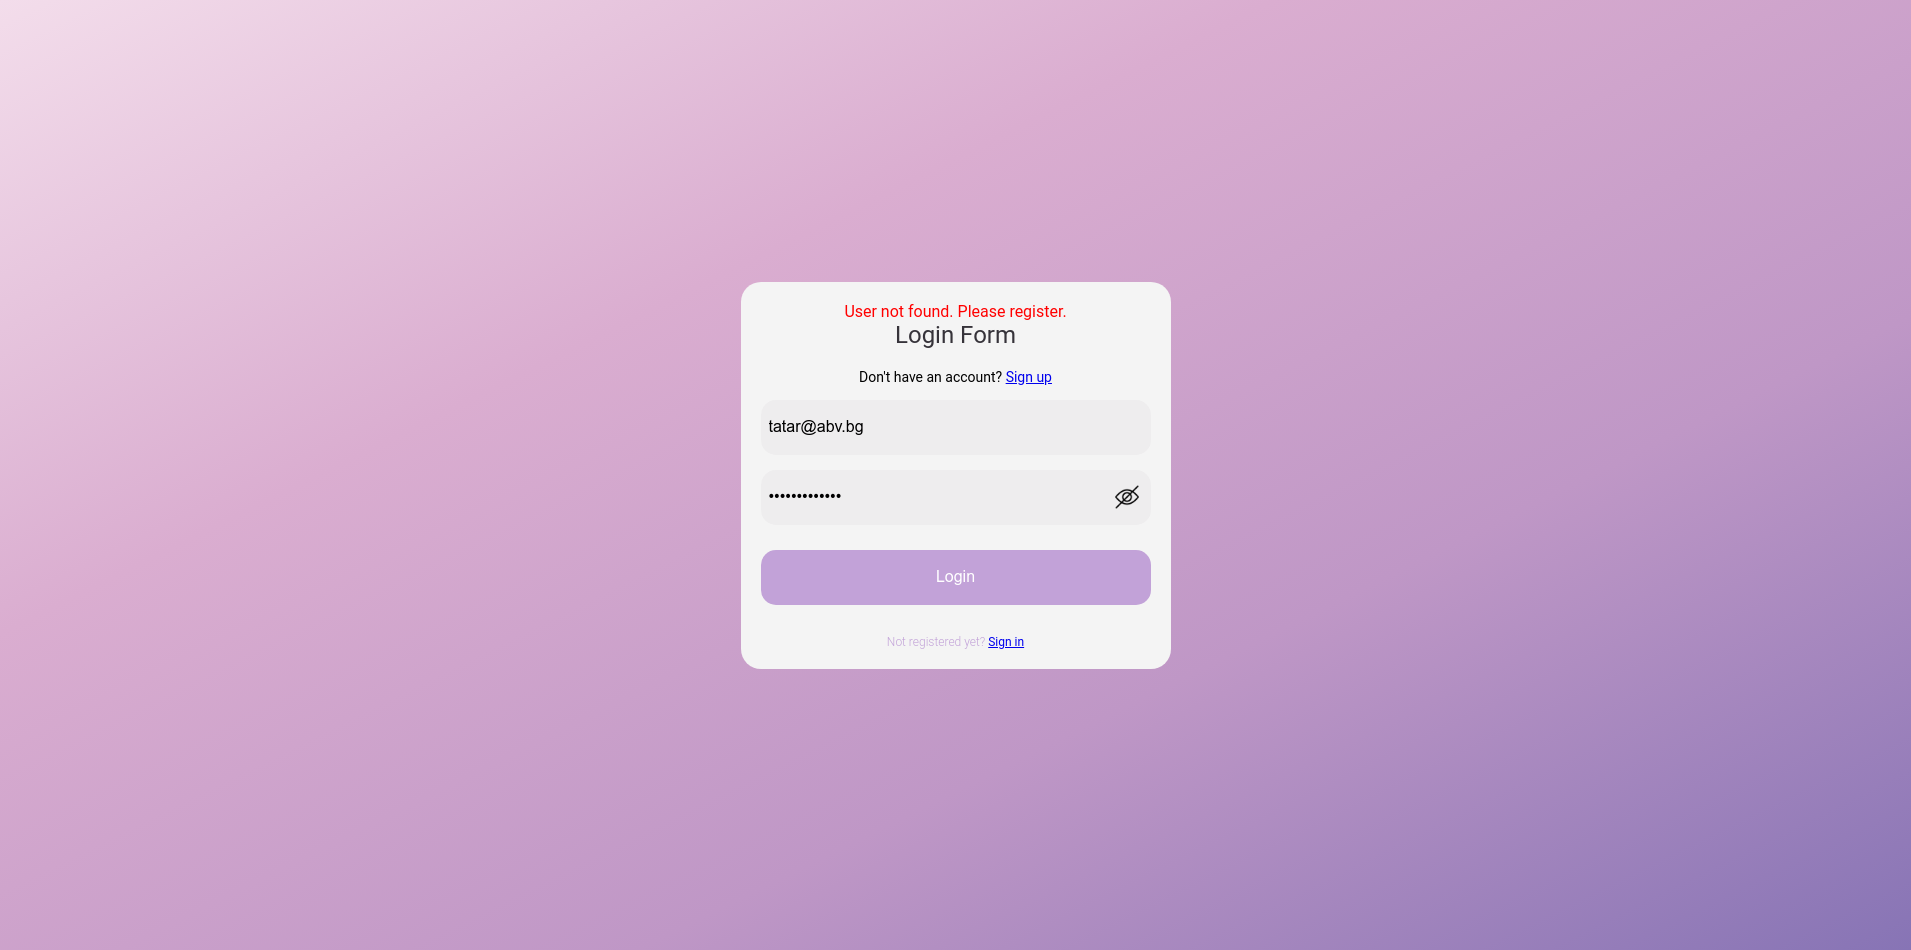 User not found. Please register.
Login Form
Don't have an account? Sign up
tatar@abv.bg
•••••••••••••
Login
Not registered yet? Sign in